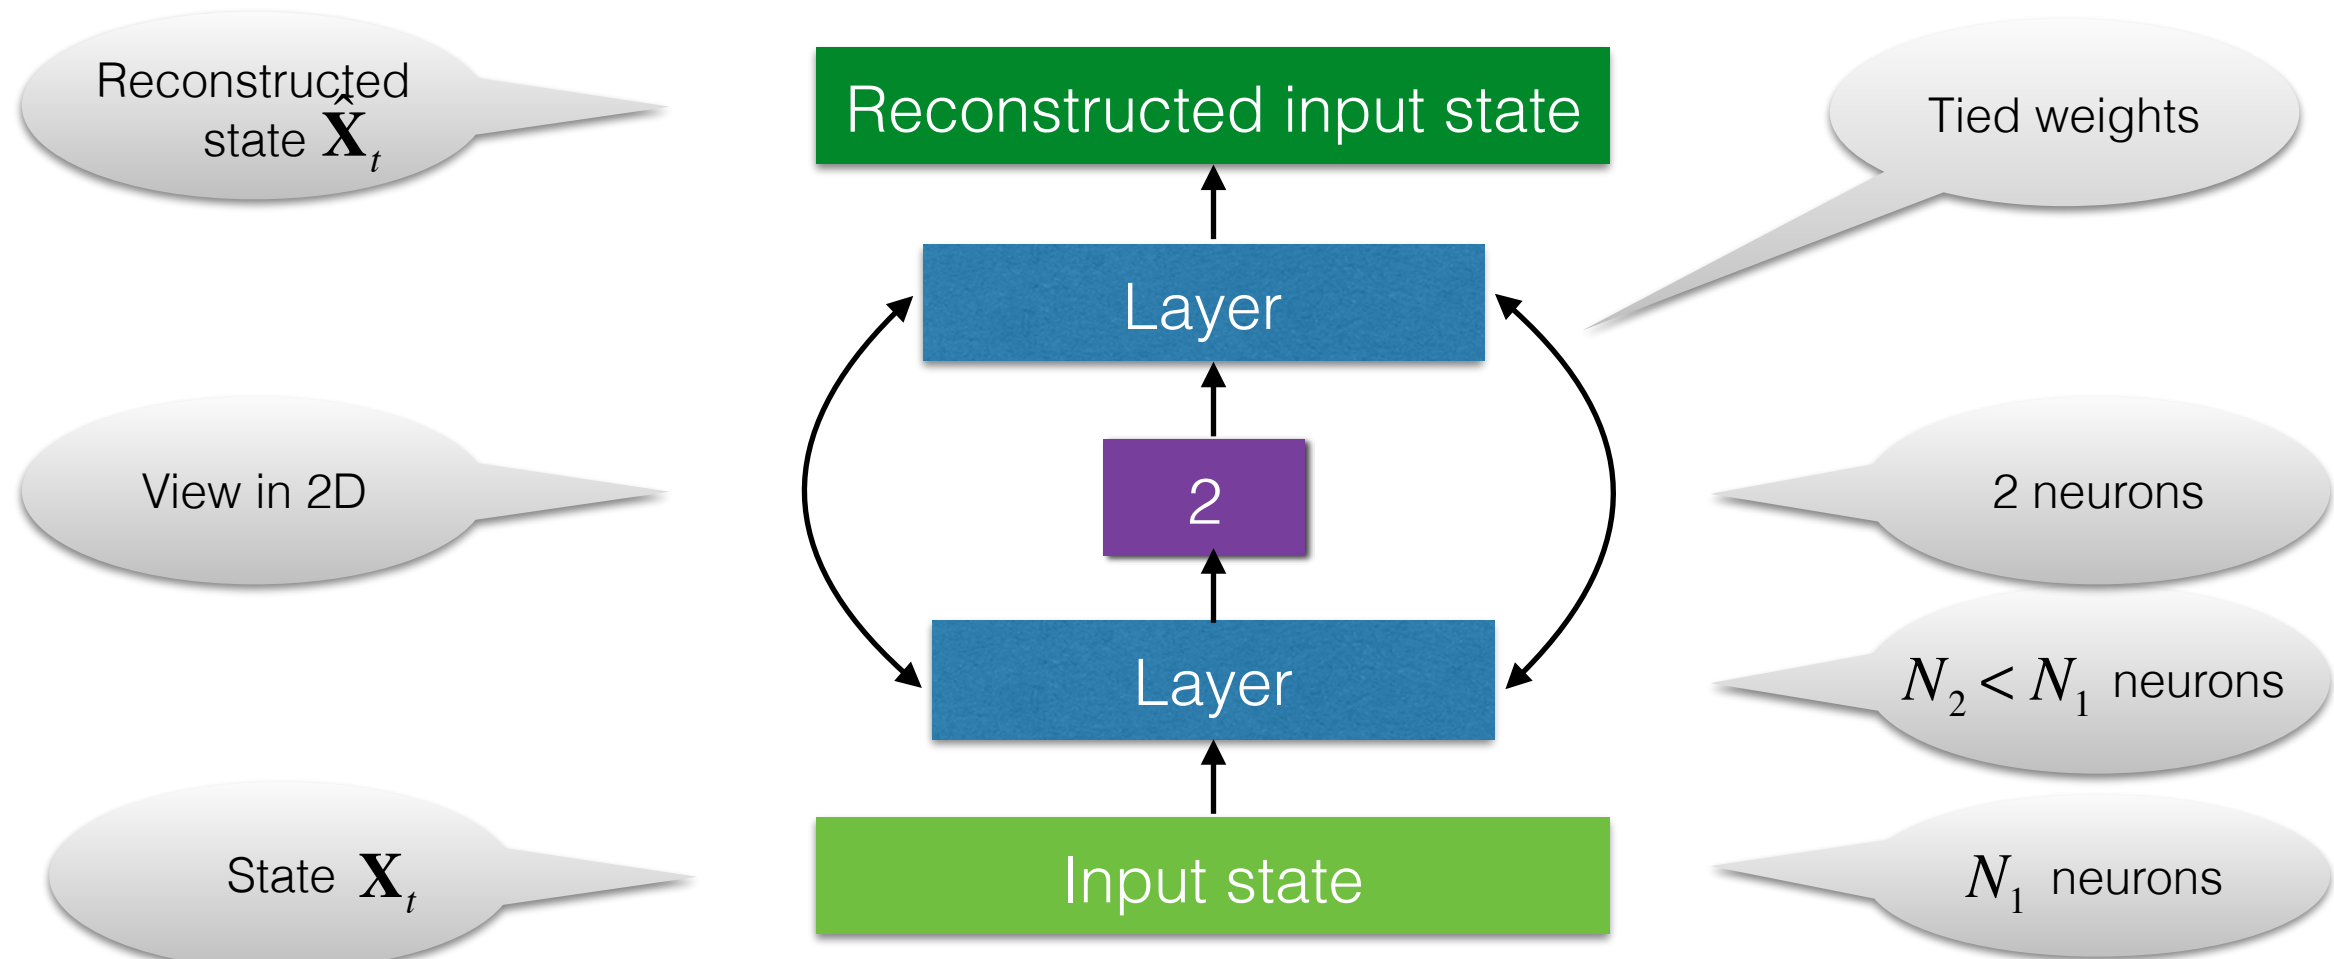 Reconstructed
state X̂_t
Reconstructed input state
Tied weights
Layer
View in 2D
2
2 neurons
Layer
N_2 < N_1 neurons
State X_t
Input state
N_1 neurons